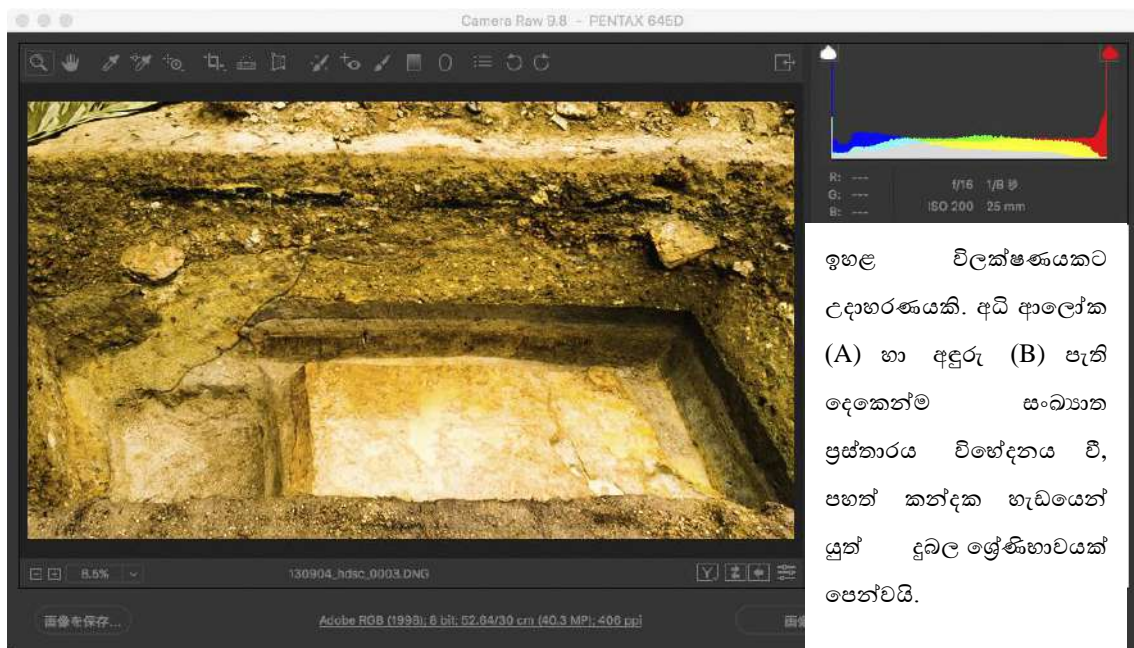 Camera Raw 9.8 - PENTAX 645D
R: ---
G: ---
B: ---
f/16 1/8 秒
ISO 200 25 mm
ඉහළ විලක්ෂණයකට
උදාහරණයකි. අධි ආලෝක
(A) හා අඳුරු (B) පැති
දෙකෙන්ම සංඛ්‍යාත
ප්‍රස්තාරය විභේදනය වී,
පහත් කන්දක හැඩයෙන්
යුත් දුබල ශ්‍රේණිභාවයක්
පෙන්වයි.
8.5%
130904_hdsc_0003.DNG
Y
画像を保存...
Adobe RGB (1998); 8 bit; 52.64/30 cm (40.3 MP); 406 ppi